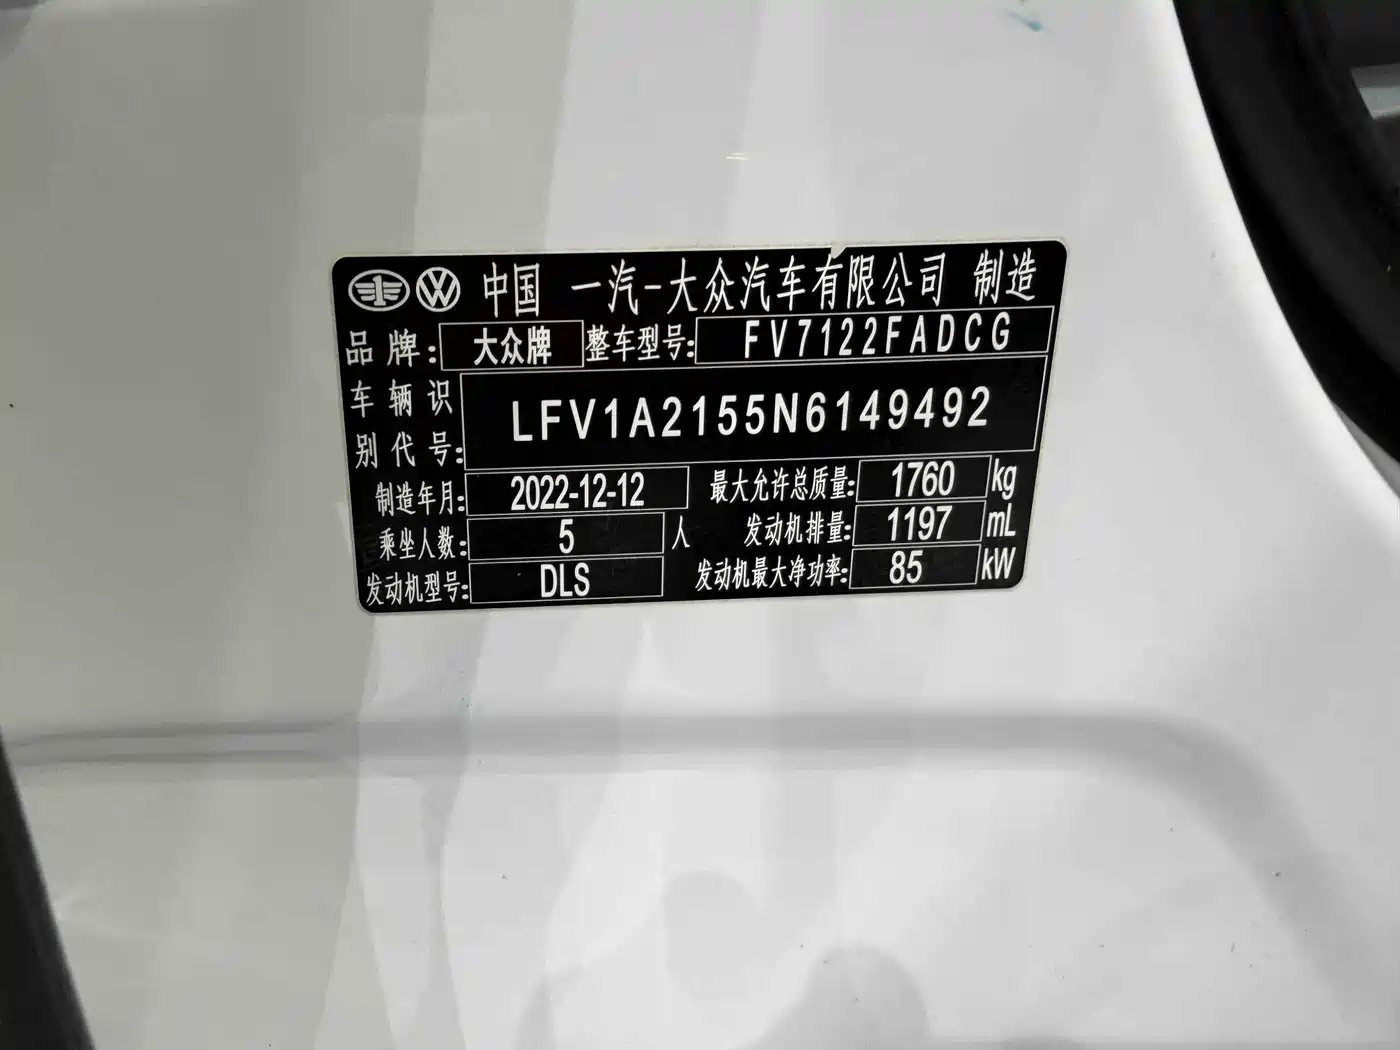 中国 一汽-大众汽车有限公司 制造
品牌: 大众牌 整车型号: FV7122FADCG
车辆识别代号: LFV1A2155N6149492
制造年月: 2022-12-12 最大允许总质量: 1760 kg
乘坐人数: 5 人 发动机排量: 1197 mL
发动机型号: DLS 发动机最大净功率: 85 kW